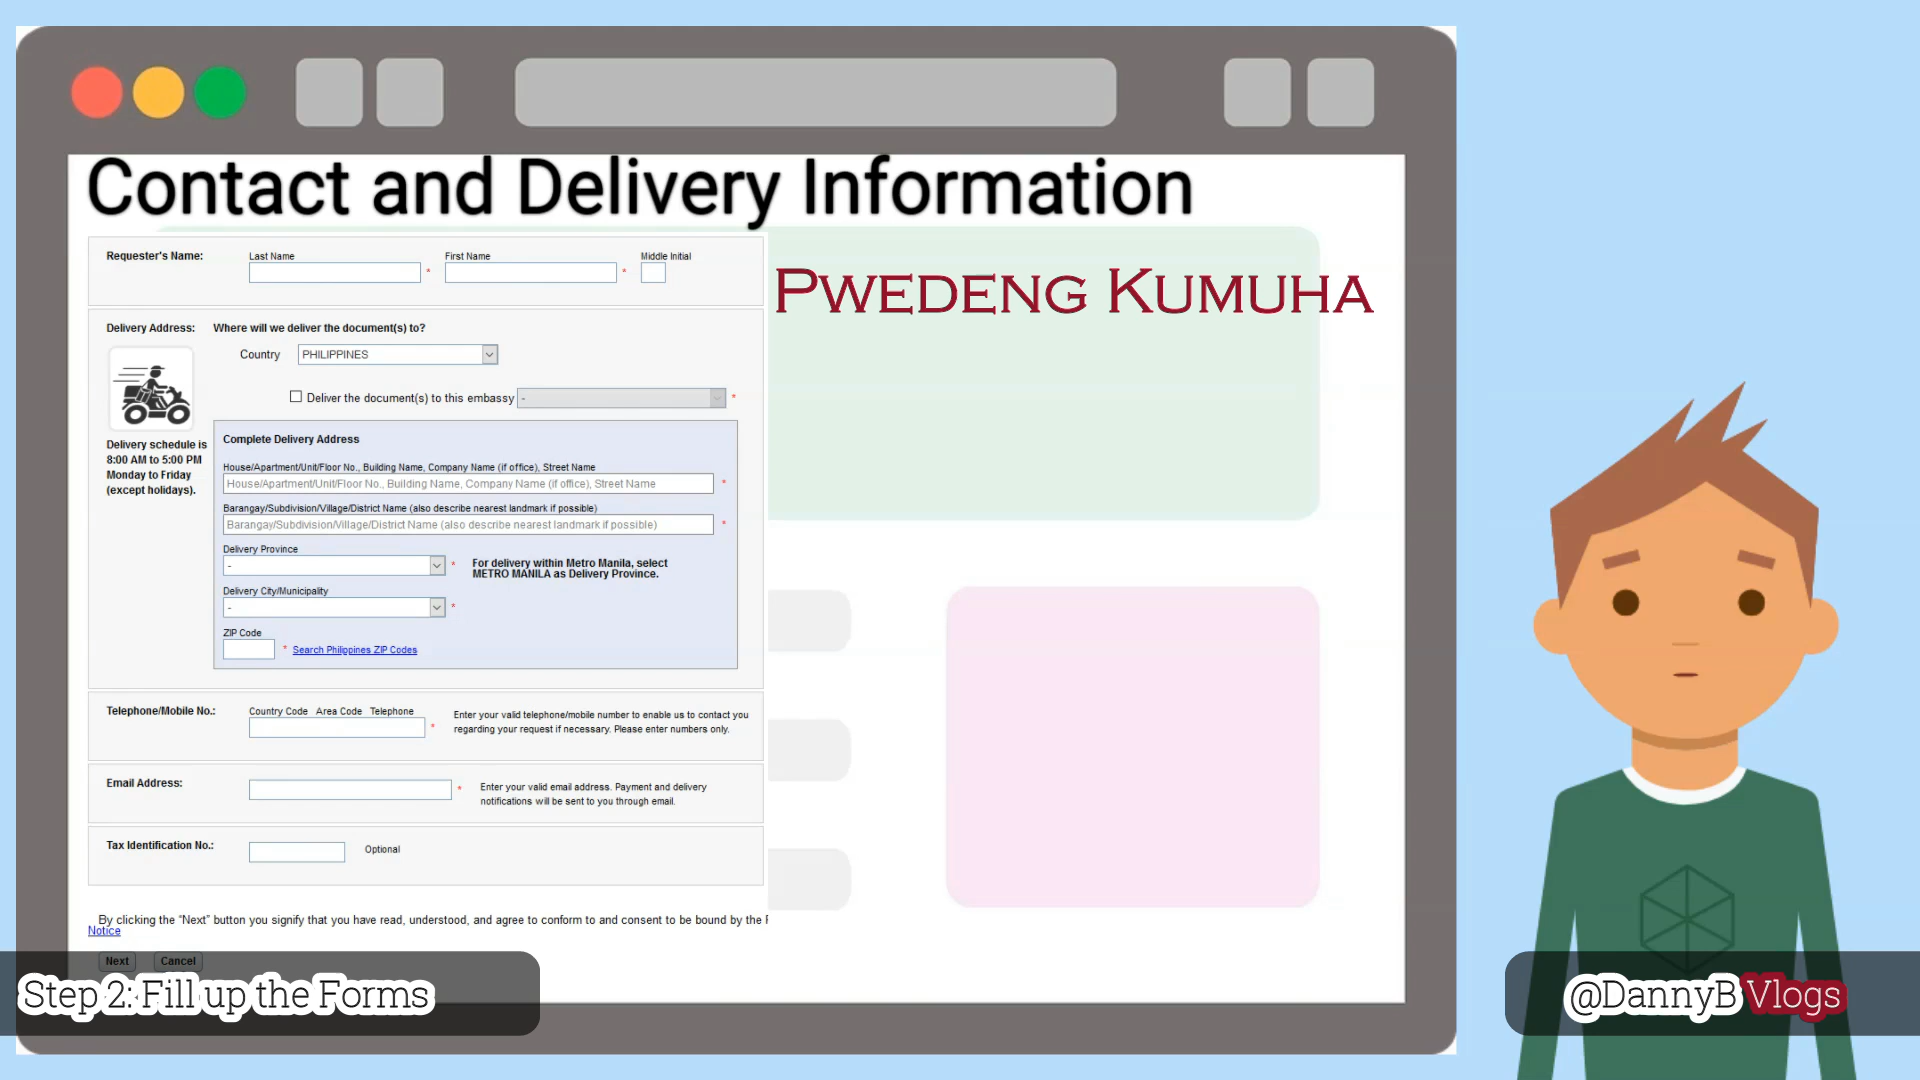 Contact and Delivery Information
Requester's Name:
Last Name
*
First Name
*
Middle Initial
PWEDENG KUMUHA
Delivery Address:
Where will we deliver the document(s) to?
Country
PHILIPPINES
Deliver the document(s) to this embassy
-
*
Delivery schedule is
8:00 AM to 5:00 PM
Monday to Friday
(except holidays).
Complete Delivery Address
House/Apartment/Unit/Floor No., Building Name, Company Name (if office), Street Name
House/Apartment/Unit/Floor No., Building Name, Company Name (if office), Street Name
*
Barangay/Subdivision/Village/District Name (also describe nearest landmark if possible)
Barangay/Subdivision/Village/District Name (also describe nearest landmark if possible)
*
Delivery Province
-
*
For delivery within Metro Manila, select
METRO MANILA as Delivery Province.
Delivery City/Municipality
-
*
ZIP Code
*
Search Philippines ZIP Codes
Telephone/Mobile No.:
Country Code Area Code Telephone
*
Enter your valid telephone/mobile number to enable us to contact you
regarding your request if necessary. Please enter numbers only.
Email Address:
*
Enter your valid email address. Payment and delivery
notifications will be sent to you through email.
Tax Identification No.:
Optional
By clicking the "Next" button you signify that you have read, understood, and agree to conform to and consent to be bound by the
Notice
Next
Cancel
Step 2: Fill up the Forms
@DannyB Vlogs